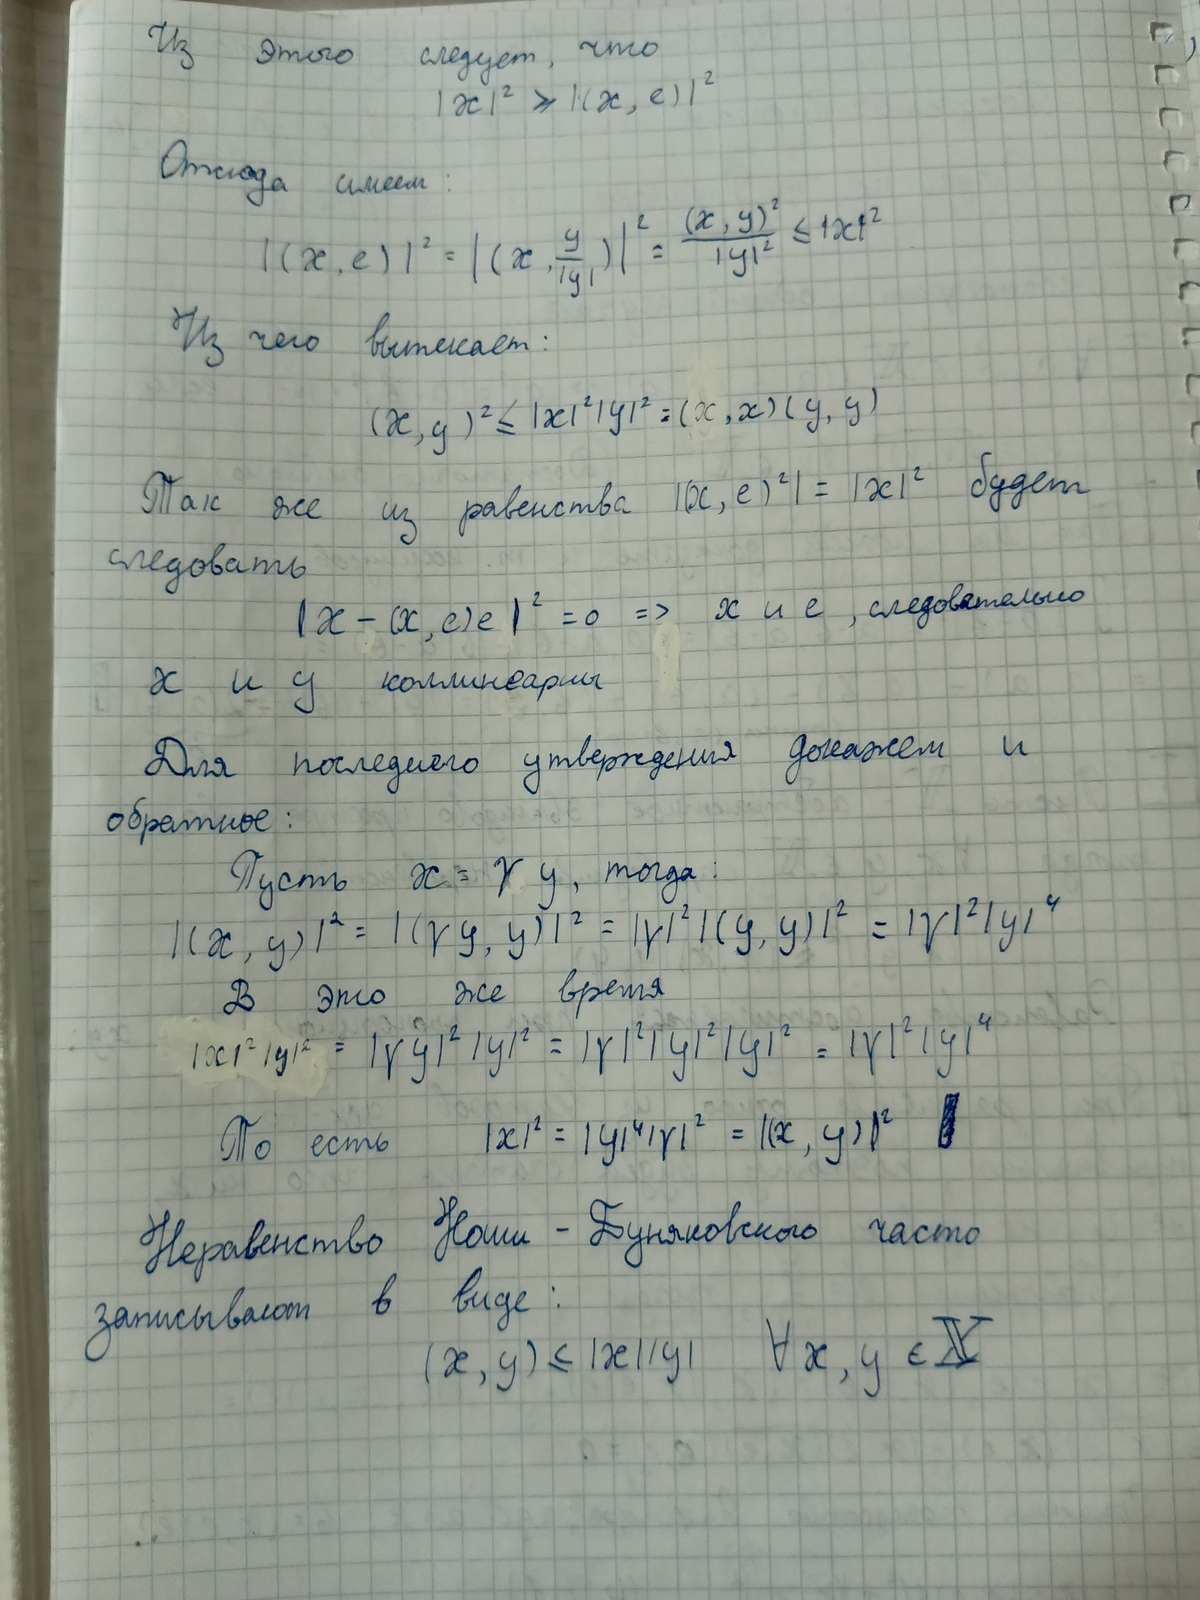 Из этого следует, что
|x|² ≥ |(x, e)|²
Отсюда имеем:
|(x, e)|² = |(x, y/|y|)|² = (x, y)²/|y|² ≤ |x|²
Из чего вытекает:
(x, y)² ≤ |x|²|y|² = (x, x)(y, y)
Так же из равенства |(x, e)²| = |x|² будет
следовать
|x - (x, e)e|² = 0 => x и e, следовательно
x и y коллинеарны
Для последнего утверждения докажем и
обратное:
Пусть x = γy, тогда:
|(x, y)|² = |(γy, y)|² = |γ|²|(y, y)|² = |γ|²|y|⁴
В это же время
|x|²|y|² = |γy|²|y|² = |γ|²|y|²|y|² = |γ|²|y|⁴
То есть |x|² = |y|⁴|γ|² = |(x, y)|²
Неравенство Коши - Буняковского часто
записывают в виде:
(x, y) ≤ |x||y| ∀x, y ∈ 𝕏